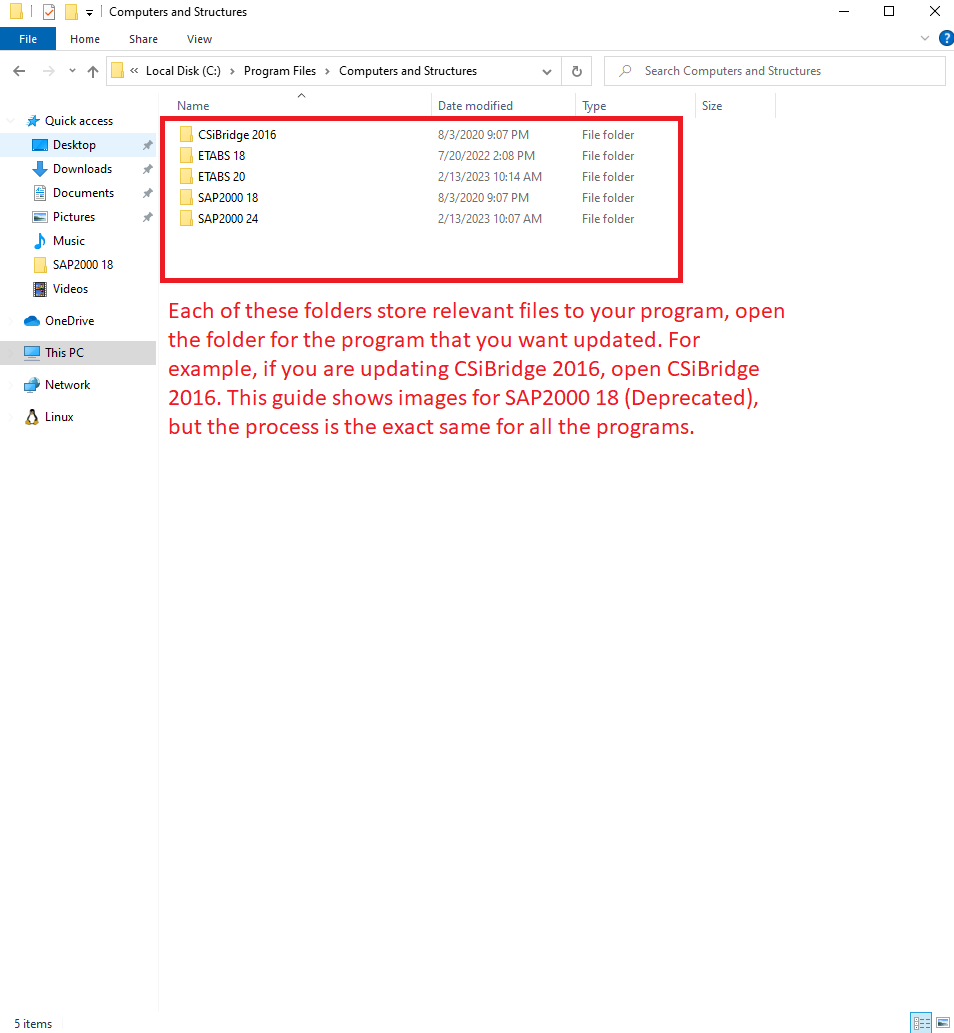 Computers and Structures
File Home Share View
« Local Disk (C:) › Program Files › Computers and Structures
Search Computers and Structures
Name Date modified Type Size
Quick access
Desktop
Downloads
Documents
Pictures
Music
SAP2000 18
Videos
OneDrive
This PC
Network
Linux
CSiBridge 2016 8/3/2020 9:07 PM File folder
ETABS 18 7/20/2022 2:08 PM File folder
ETABS 20 2/13/2023 10:14 AM File folder
SAP2000 18 8/3/2020 9:07 PM File folder
SAP2000 24 2/13/2023 10:07 AM File folder
Each of these folders store relevant files to your program, open
the folder for the program that you want updated. For
example, if you are updating CSiBridge 2016, open CSiBridge
2016. This guide shows images for SAP2000 18 (Deprecated),
but the process is the exact same for all the programs.
5 items